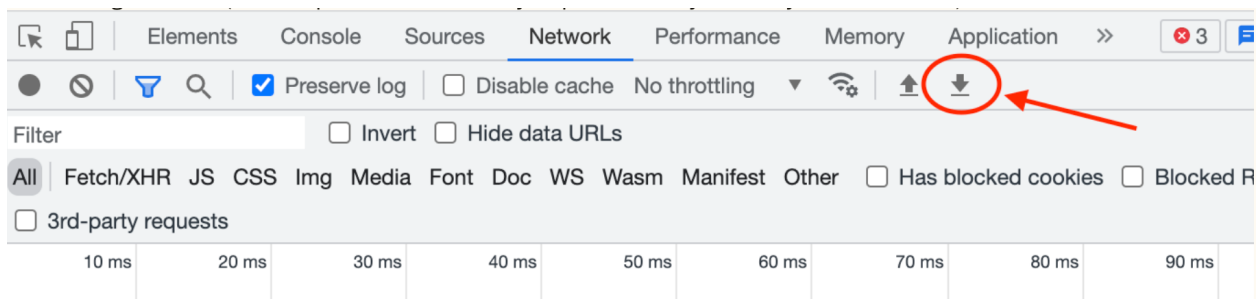 Elements Console Sources Network Performance Memory Application 3
Preserve log Disable cache No throttling
Filter Invert Hide data URLs
All Fetch/XHR JS CSS Img Media Font Doc WS Wasm Manifest Other Has blocked cookies Blocked R
3rd-party requests
10 ms 20 ms 30 ms 40 ms 50 ms 60 ms 70 ms 80 ms 90 ms